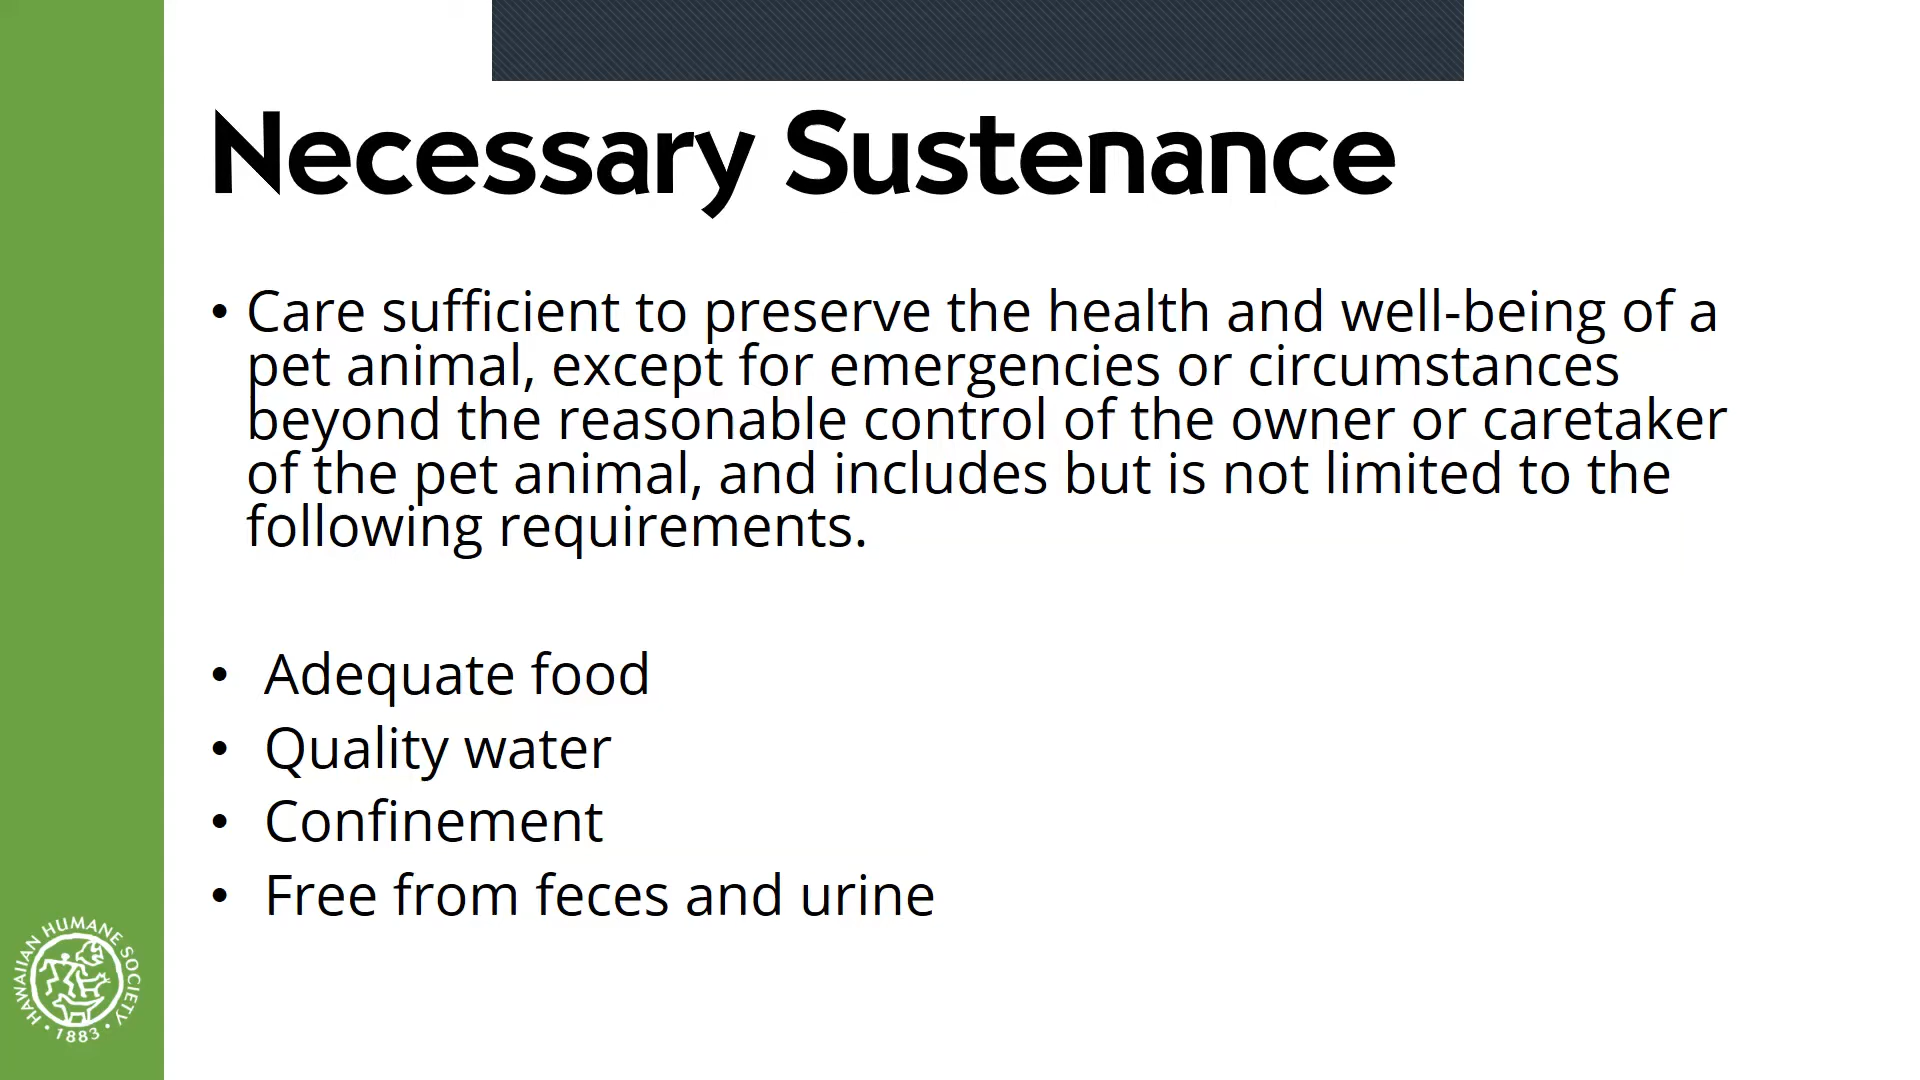 Necessary Sustenance
• Care sufficient to preserve the health and well-being of a
pet animal, except for emergencies or circumstances
beyond the reasonable control of the owner or caretaker
of the pet animal, and includes but is not limited to the
following requirements.
• Adequate food
• Quality water
• Confinement
• Free from feces and urine
HAWAIIAN HUMANE SOCIETY
• 1883 •